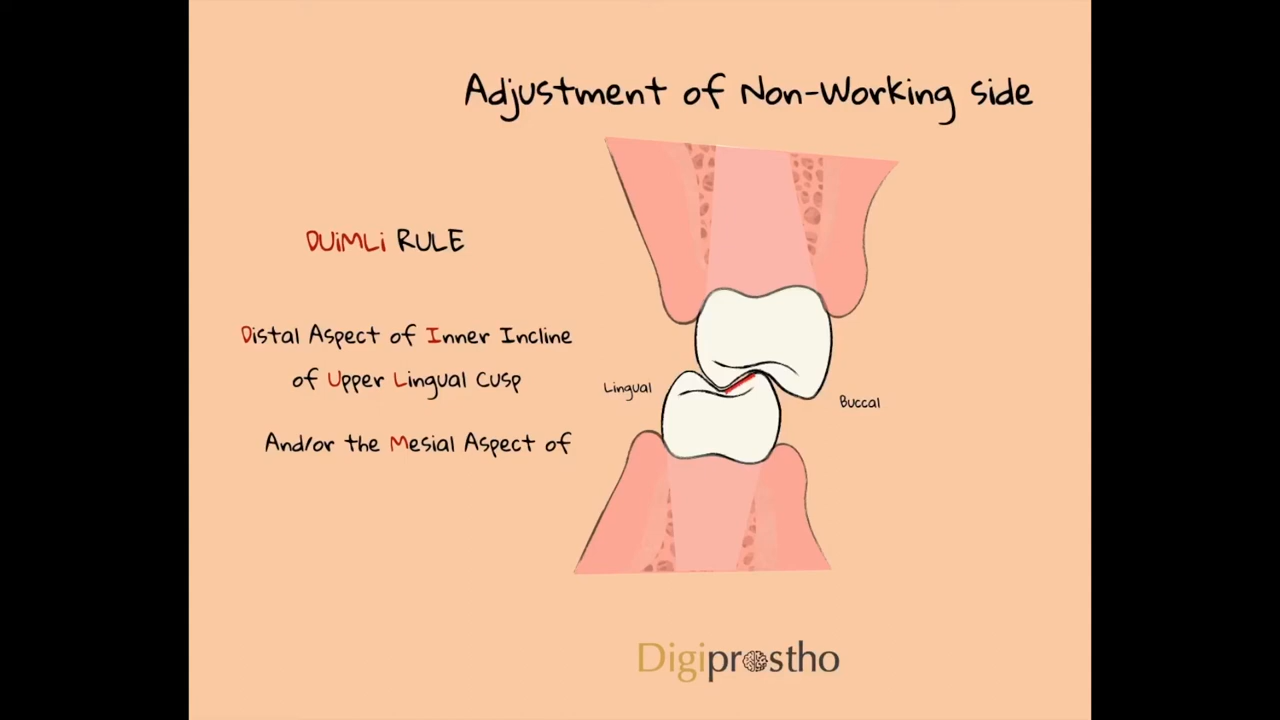 Adjustment of Non-Working side
DUiMLi RULE
Distal Aspect of Inner Incline
of Upper Lingual Cusp
And/or the Mesial Aspect of
Lingual
Buccal
Digiprostho